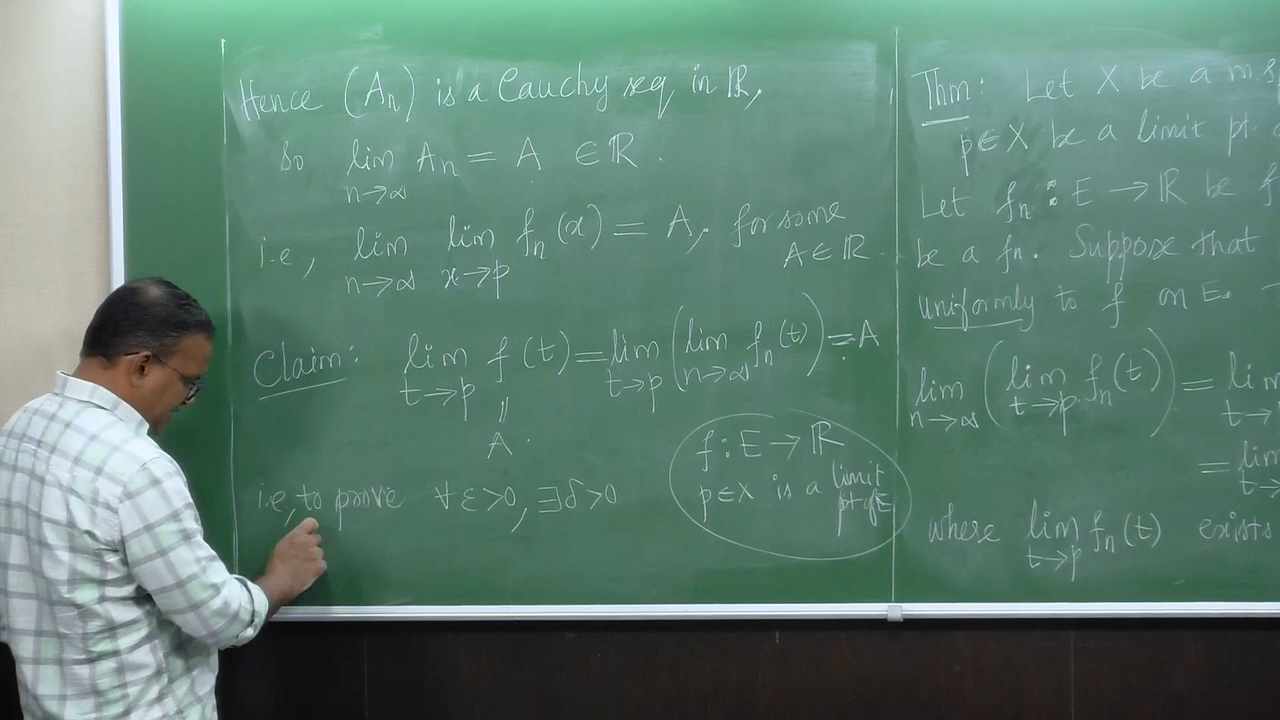 Hence (Aₙ) is a Cauchy seq in ℝ,
So lim Aₙ = A ∈ ℝ.
n→∞
i.e, lim lim fₙ(x) = A, for some
n→∞ x→p A∈ℝ.
Claim: lim f(t) = lim (lim fₙ(t)) = A
t→p t→p n→∞
॥
A.
f : E → ℝ
p∈X is a limit
pt of E
i.e, to prove ∀ε>0, ∃δ>0
Thm: Let X be a m.s
p∈X be a limit pt.
Let fₙ : E → ℝ be f
be a fn. Suppose that
uniformly to f on E.
lim (lim fₙ(t)) = lim
n→∞ t→p t→
= lim
t→
where lim fₙ(t) exists
t→p